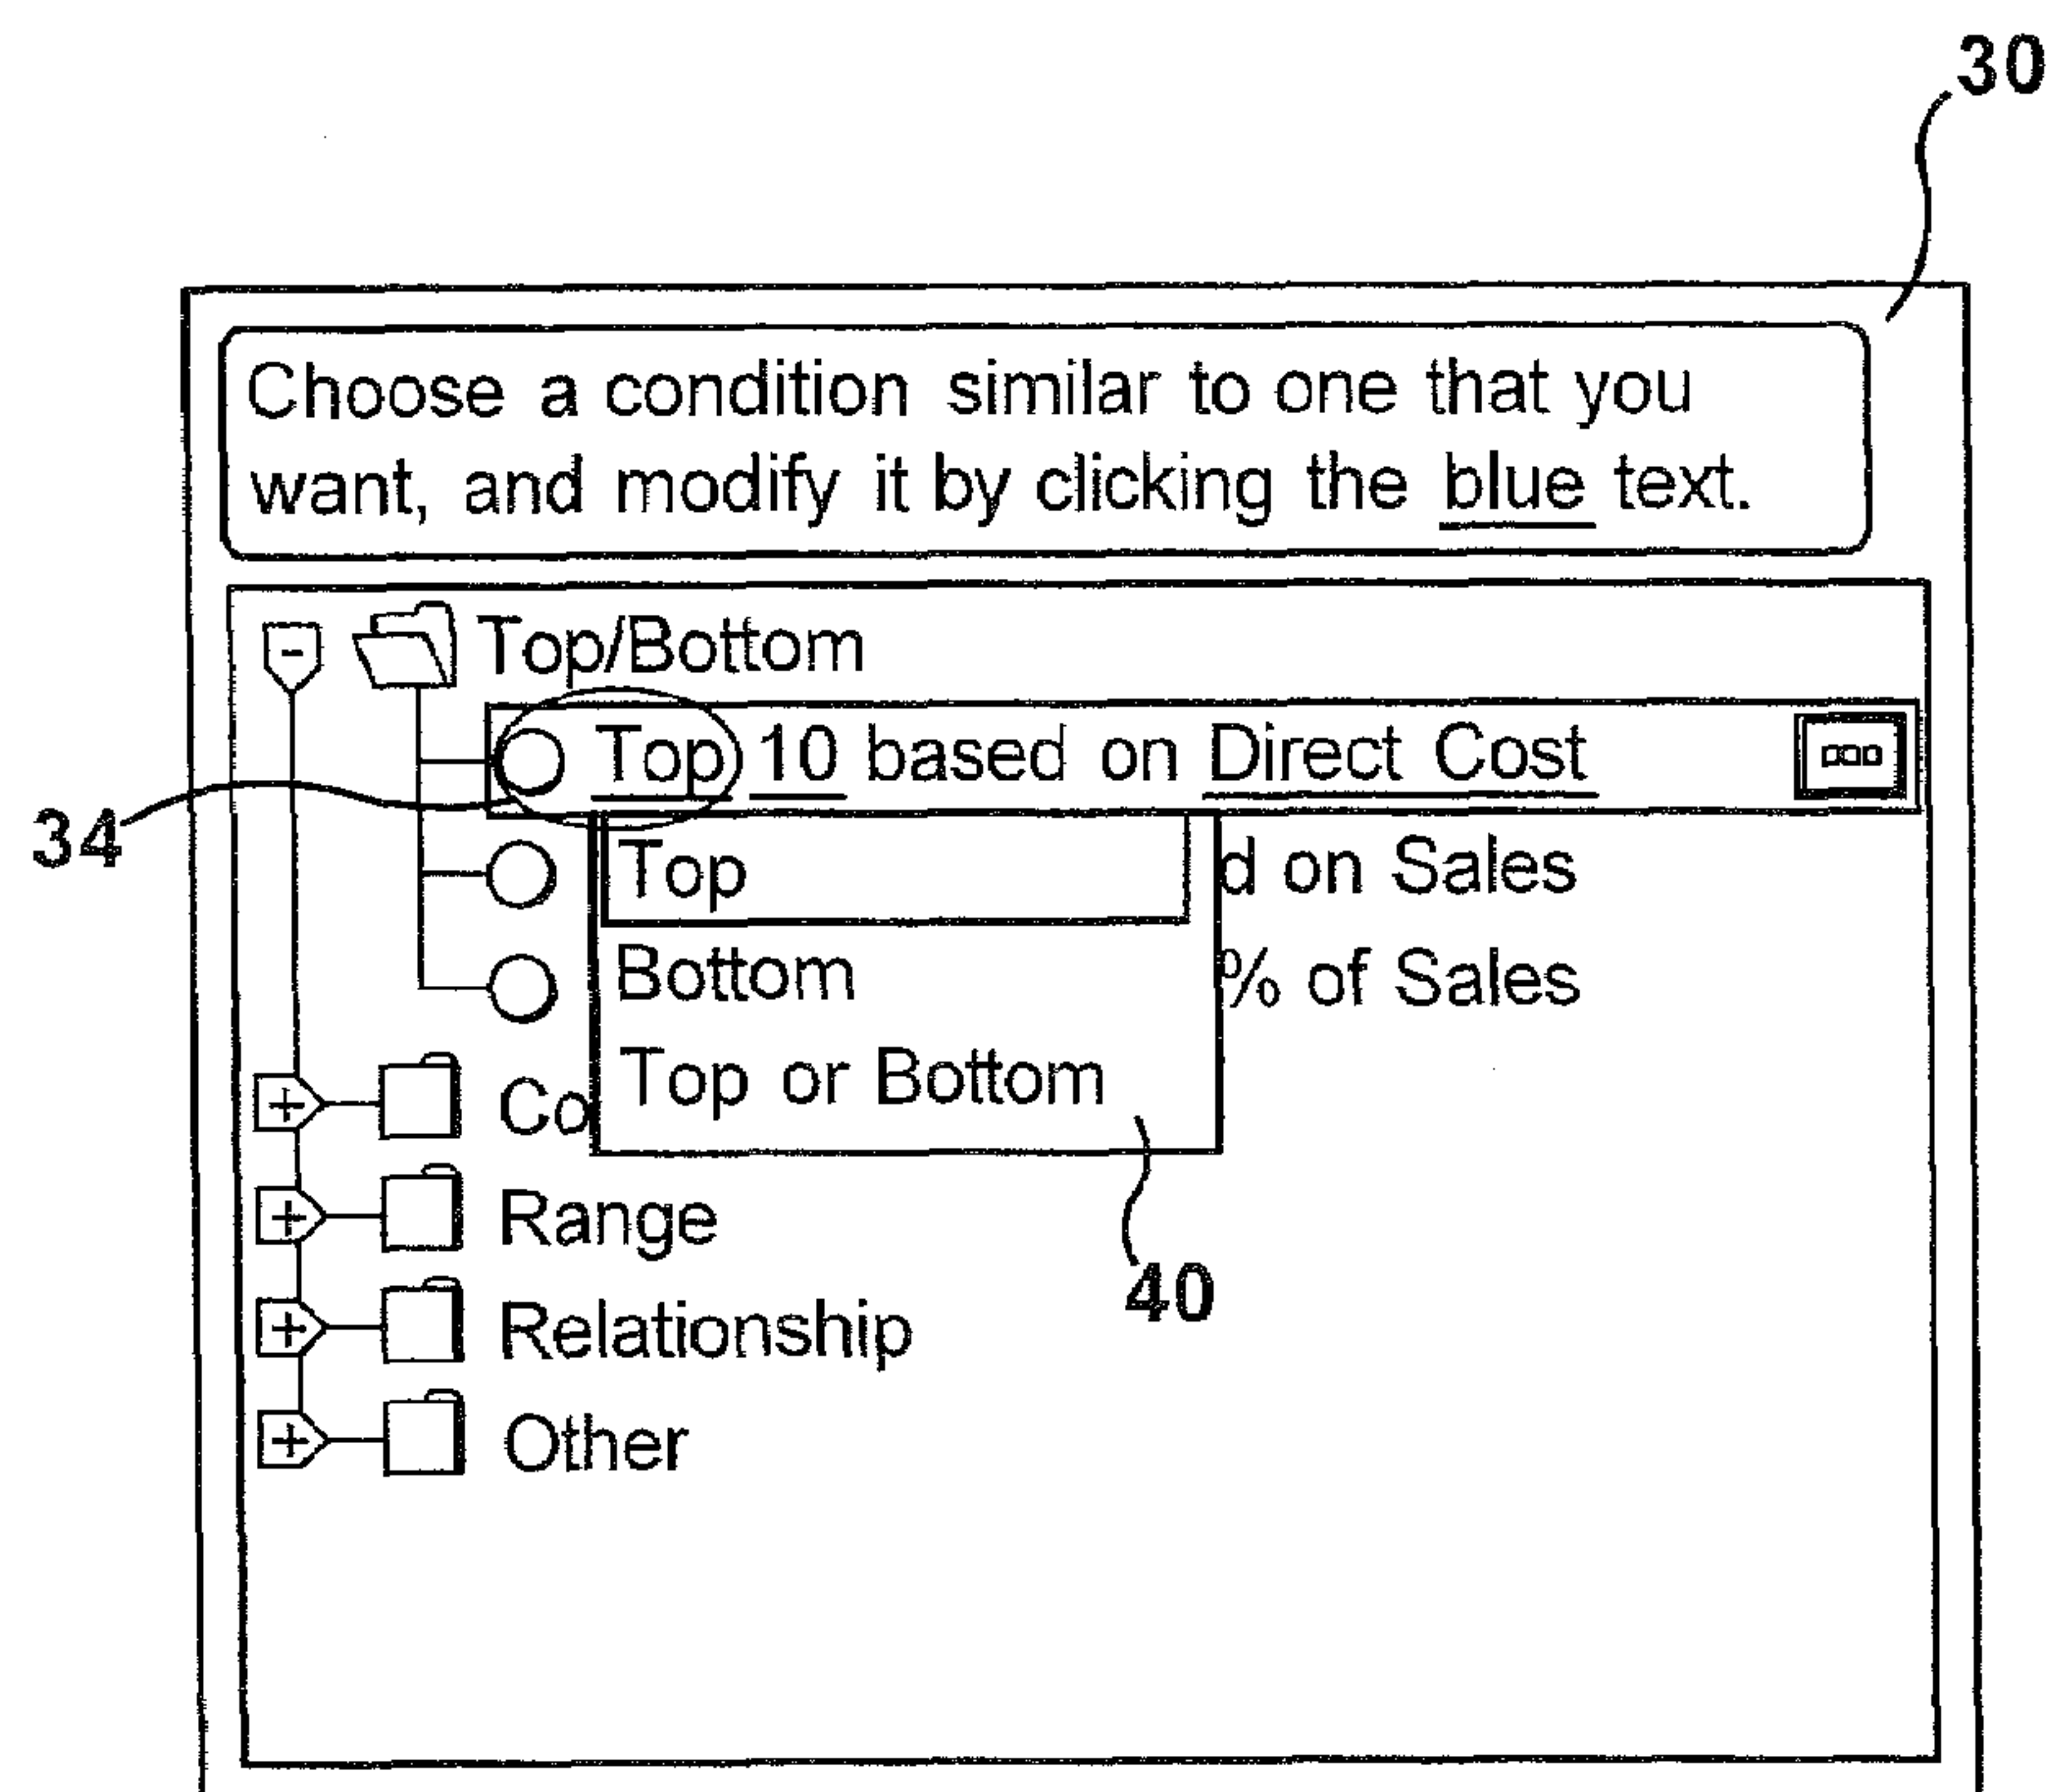 30
Choose a condition similar to one that you
want, and modify it by clicking the blue text.
Top/Bottom
Top 10 based on Direct Cost
34
Top
on Sales
Bottom
% of Sales
Top or Bottom
Range
40
Relationship
Other